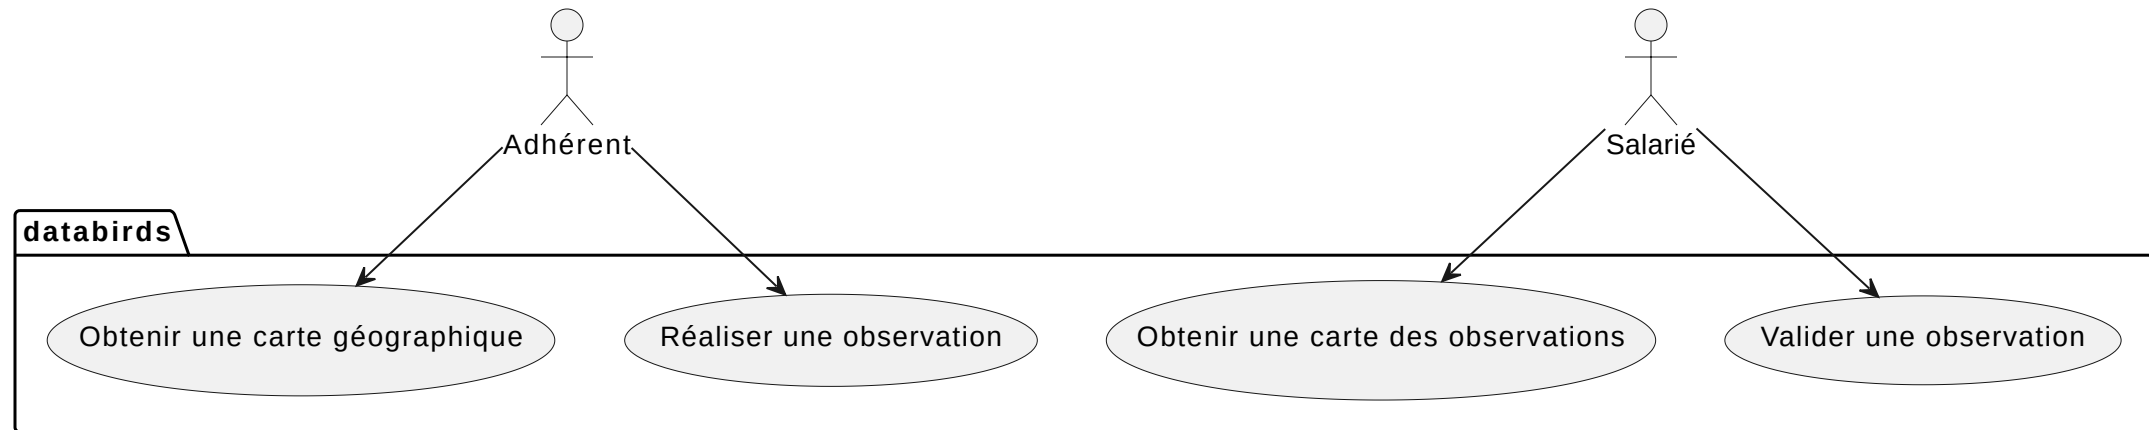 Adhérent
Salarié
databirds
Obtenir une carte géographique
Réaliser une observation
Obtenir une carte des observations
Valider une observation